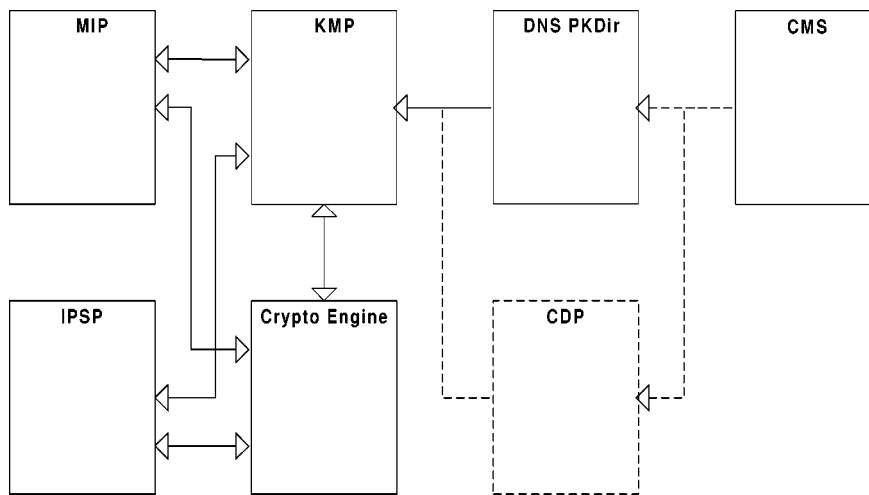 MIP
KMP
DNS PKDir
CMS
IPSP
Crypto Engine
CDP